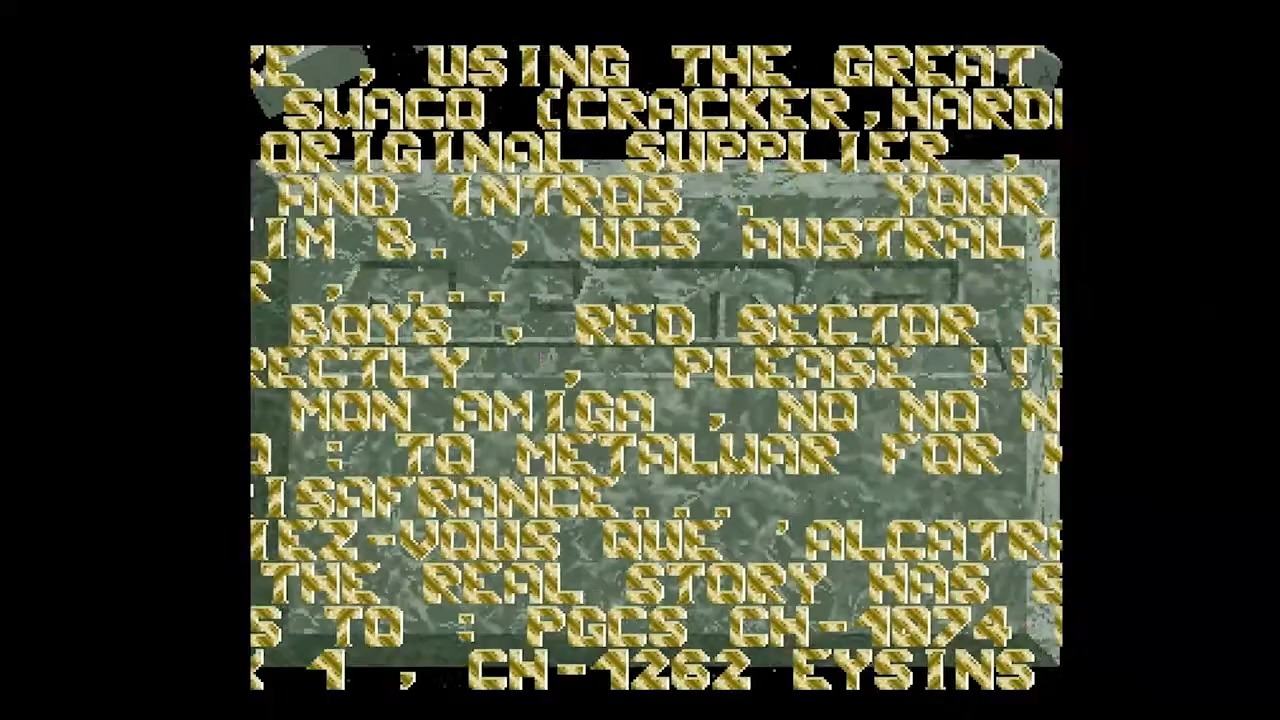 , USING THE GREAT
SWACO (CRACKER,HARD
ORIGINAL SUPPLIER ,
AND INTROS , YOUR
IM B. , UCS AUSTRALI
R , ....
BOYS , RED SECTOR G
RECTLY , PLEASE !!!
MON AMIGA , NO NO N
O : TO METALWAR FOR
ISAFRANCE...
IEZ-VOUS QUE 'ALCATR
THE REAL STORY HAS S
S TO : PGCS CH-1074
1 , CH-1262 EYSINS